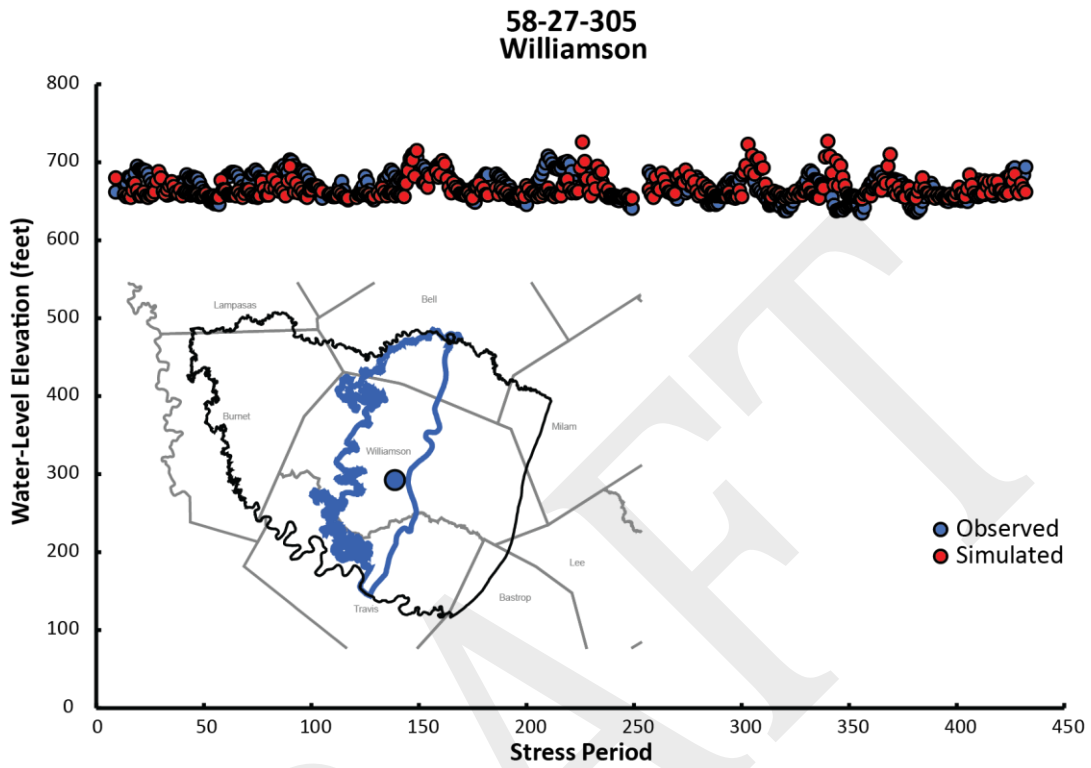 58-27-305
Williamson
Water-Level Elevation (feet)
800
700
600
500
400
300
200
100
0
Lampasas
Bell
Burnet
Williamson
Milam
Lee
Bastrop
Travis
Observed
Simulated
0 50 100 150 200 250 300 350 400 450
Stress Period
RAFT